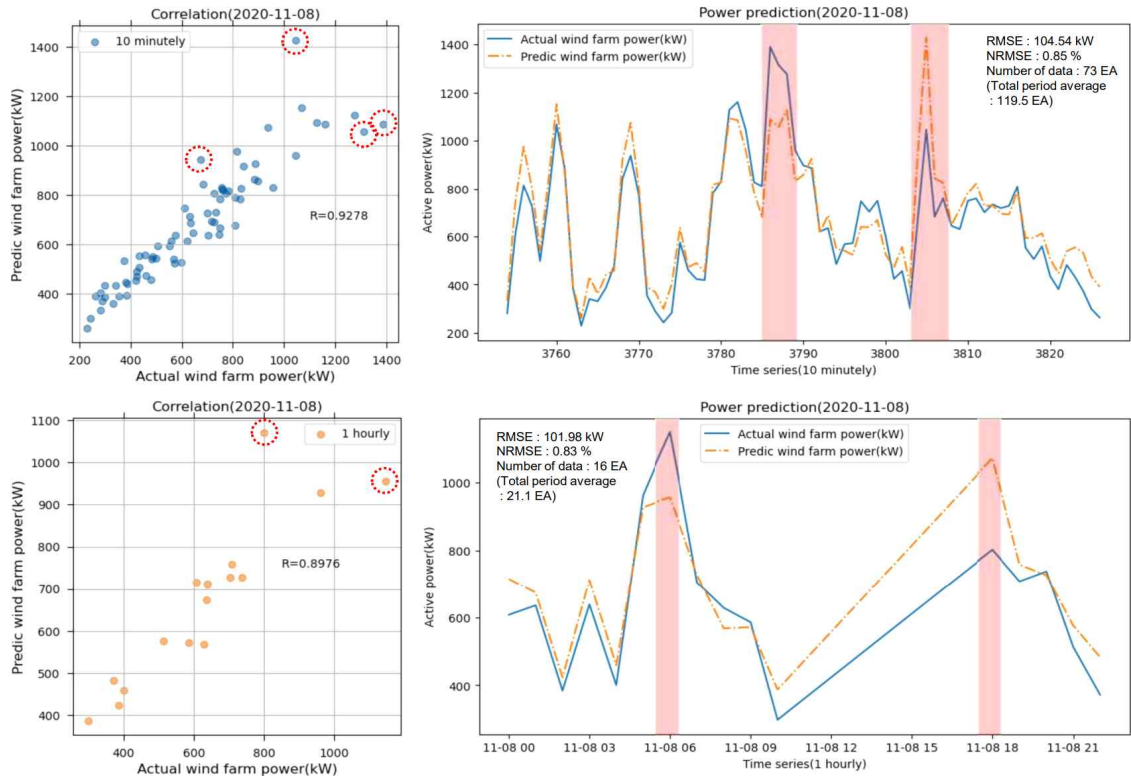 Correlation(2020-11-08)
10 minutely
R=0.9278
Predic wind farm power(kW)
1400
1200
1000
800
600
400
200 400 600 800 1000 1200 1400
Actual wind farm power(kW)
Power prediction(2020-11-08)
Actual wind farm power(kW)
Predic wind farm power(kW)
RMSE : 104.54 kW
NRMSE : 0.85 %
Number of data : 73 EA
(Total period average
: 119.5 EA)
Active power(kW)
1400
1200
1000
800
600
400
200
3760 3770 3780 3790 3800 3810 3820
Time series(10 minutely)
Correlation(2020-11-08)
1 hourly
R=0.8976
Predic wind farm power(kW)
1100
1000
900
800
700
600
500
400
400 600 800 1000
Actual wind farm power(kW)
Power prediction(2020-11-08)
RMSE : 101.98 kW
NRMSE : 0.83 %
Number of data : 16 EA
(Total period average
: 21.1 EA)
Actual wind farm power(kW)
Predic wind farm power(kW)
Active power(kW)
1000
800
600
400
11-08 00 11-08 03 11-08 06 11-08 09 11-08 12 11-08 15 11-08 18 11-08 21
Time series(1 hourly)